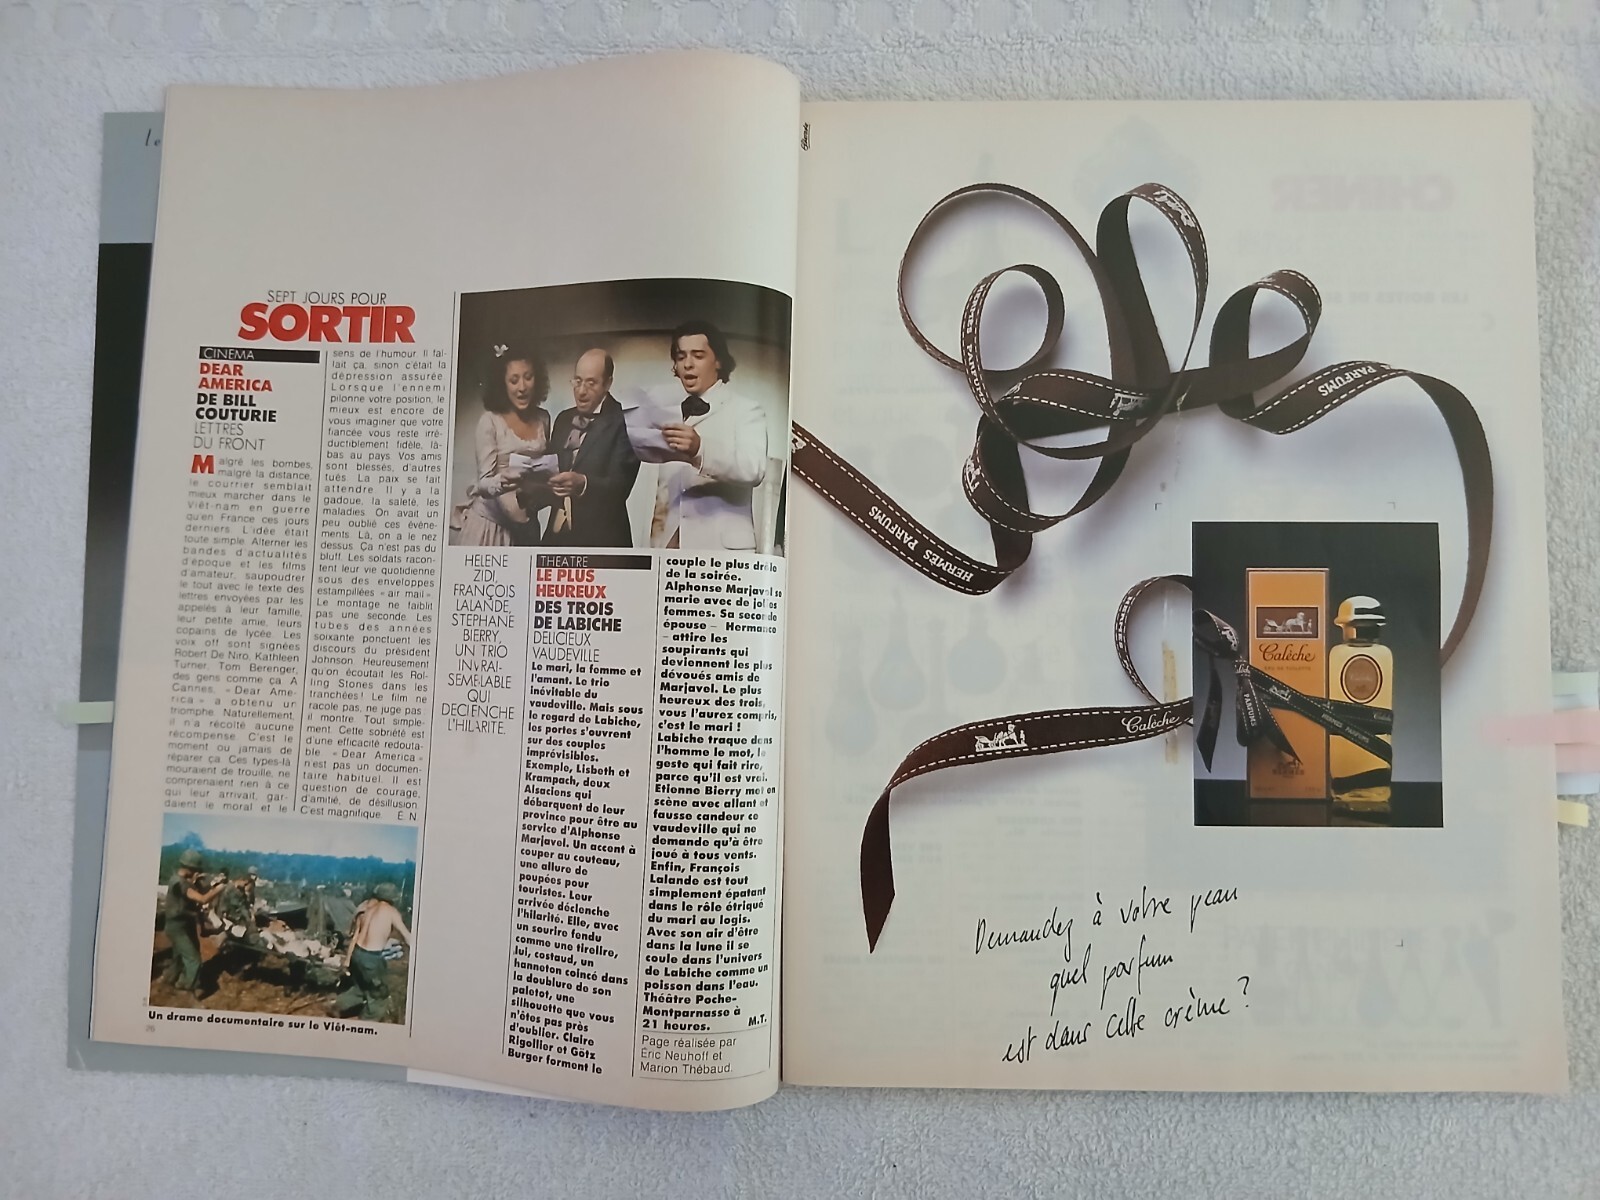 le
SEPT JOURS POUR
SORTIR
CINEMA
DEAR
AMERICA
DE BILL
COUTURIE
LETTRES
DU FRONT
Malgré les bombes,
malgré la distance,
le courrier semblait
mieux marcher dans le
Viêt-nam en guerre
qu'en France ces jours
derniers. L'idée était
toute simple. Alterner les
bandes d'actualités
d'époque et les films
d'amateur, saupoudrer
le tout avec le texte des
lettres envoyées par les
appelés à leur famille,
leur petite amie, leurs
copains de lycée. Les
voix off sont signées
Robert De Niro, Kathleen
Turner, Tom Berenger,
des gens comme ça. A
Cannes, « Dear Ame-
rica » a obtenu un
triomphe. Naturellement,
il n'a récolté aucune
récompense. C'est le
moment ou jamais de
réparer ça. Ces types-là
mouraient de trouille, ne
comprenaient rien à ce
qui leur arrivait, gar-
daient le moral et le
sens de l'humour. Il fal-
lait ça, sinon c'était la
dépression assurée.
Lorsque l'ennemi
pilonne votre position, le
mieux est encore de
vous imaginer que votre
fiancée vous reste irré-
ductiblement fidèle, là-
bas au pays. Vos amis
sont blessés, d'autres
tués. La paix se fait
attendre. Il y a la
gadoue, la saleté, les
maladies. On avait un
peu oublié ces événe-
ments. Là, on a le nez
dessus. Ça n'est pas du
bluff. Les soldats racon-
tent leur vie quotidienne
sous des enveloppes
estampillées « air mail ».
Le montage ne faiblit
pas une seconde. Les
tubes des années
soixante ponctuent les
discours du président
Johnson. Heureusement
qu'on écoutait les Rol-
ling Stones dans les
tranchées ! Le film ne
racole pas, ne juge pas :
il montre. Tout simple-
ment. Cette sobriété est
d'une efficacité redouta-
ble. « Dear America »
n'est pas un documen-
taire habituel. Il est
question de courage,
d'amitié, de désillusion.
C'est magnifique. E. N.
Un drame documentaire sur le Viêt-nam.
26
HELENE
ZIDI,
FRANÇOIS
LALANDE,
STEPHANE
BIERRY,
UN TRIO
INVRAI-
SEMBLABLE
QUI
DECLENCHE
L'HILARITE.
THEATRE
LE PLUS
HEUREUX
DES TROIS
DE LABICHE
DELICIEUX
VAUDEVILLE
Le mari, la femme et
l'amant. Le trio
inévitable du
vaudeville. Mais sous
le regard de Labiche,
les portes s'ouvrent
sur des couples
imprévisibles.
Exemple, Lisbeth et
Krampach, deux
Alsaciens qui
débarquent de leur
province pour être au
service d'Alphonse
Marjavel. Un accent à
couper au couteau,
une allure de
poupées pour
touristes. Leur
arrivée déclenche
l'hilarité. Elle, avec
un sourire fendu
comme une tirelire,
lui, costaud, un
hanneton coincé dans
la doublure de son
paletot, une
silhouette que vous
n'êtes pas près
d'oublier. Claire
Rigollier et Götz
Burger forment le
couple le plus drôle
de la soirée.
Alphonse Marjavel se
marie avec de jolies
femmes. Sa seconde
épouse – Hermance
– attire les
soupirants qui
deviennent les plus
dévoués amis de
Marjavel. Le plus
heureux des trois,
vous l'aurez compris,
c'est le mari !
Labiche traque dans
l'homme le mot, le
geste qui fait rire,
parce qu'il est vrai.
Etienne Bierry met en
scène avec allant et
fausse candeur ce
vaudeville qui ne
demande qu'à être
joué à tous vents.
Enfin, François
Lalande est tout
simplement épatant
dans le rôle étriqué
du mari au logis.
Avec son air d'être
dans la lune il se
coule dans l'univers
de Labiche comme un
poisson dans l'eau.
Théâtre Poche-
Montparnasse à
21 heures. M.T.
Page réalisée par
Éric Neuhoff et
Marion Thébaud.
HERMÈS PARFUMS
PARFUMS
HERMÈS PARFUMS
Calèche
Calèche
EAU DE TOILETTE
HERMÈS
PARFUMS
HERMES
PARIS
Demandez à votre peau
quel parfum
est dans cette crème ?